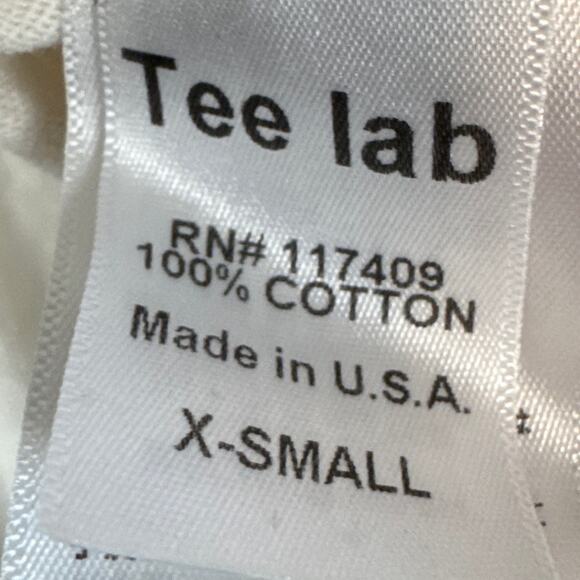 Tee lab
RN# 117409
100% COTTON
Made in U.S.A.
X-SMALL